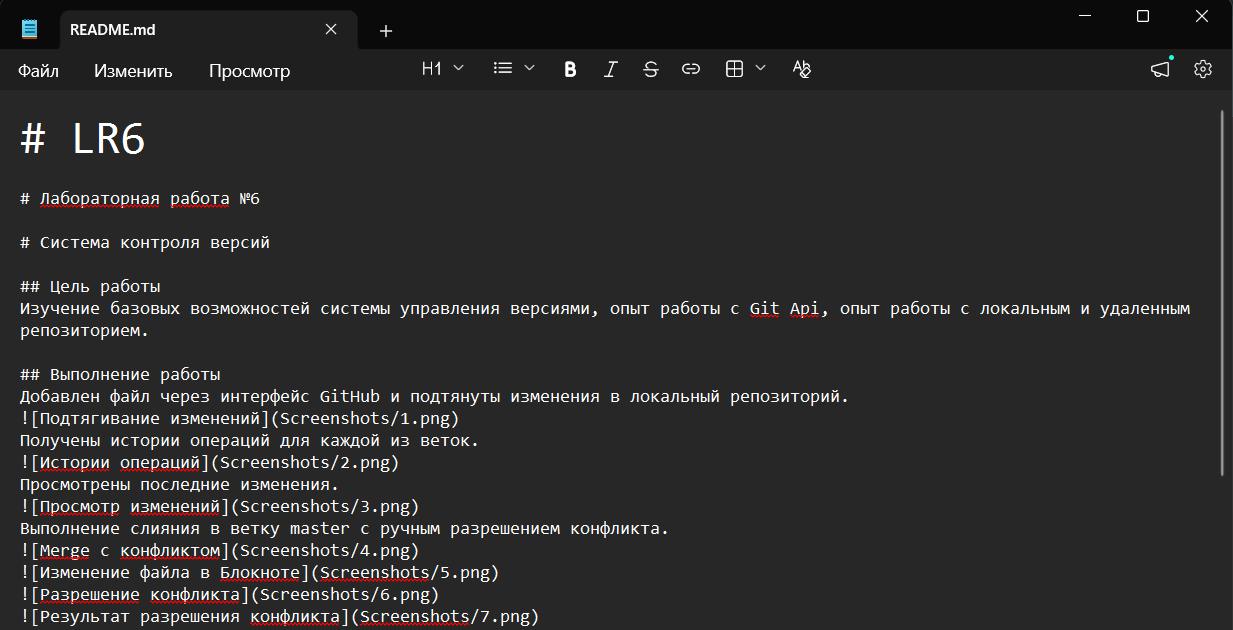 README.md
Файл Изменить Просмотр H1
# LR6
# Лабораторная работа №6
# Система контроля версий
## Цель работы
Изучение базовых возможностей системы управления версиями, опыт работы с Git Api, опыт работы с локальным и удаленным
репозиторием.
## Выполнение работы
Добавлен файл через интерфейс GitHub и подтянуты изменения в локальный репозиторий.
![Подтягивание изменений](Screenshots/1.png)
Получены истории операций для каждой из веток.
![Истории операций](Screenshots/2.png)
Просмотрены последние изменения.
![Просмотр изменений](Screenshots/3.png)
Выполнение слияния в ветку master с ручным разрешением конфликта.
![Merge с конфликтом](Screenshots/4.png)
![Изменение файла в Блокноте](Screenshots/5.png)
![Разрешение конфликта](Screenshots/6.png)
![Результат разрешения конфликта](Screenshots/7.png)